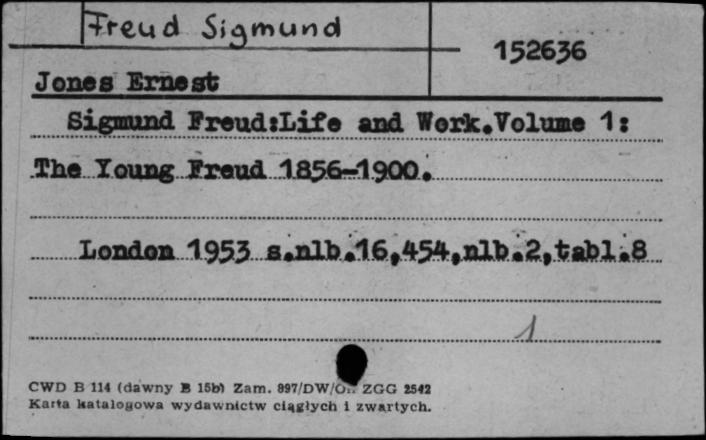 Freud Sigmund
152636
Jones Ernest
Sigmund Freud:Life and Work.Volume 1:
The Young Freud 1856-1900.
London 1953 s.nlb.16,454,nlb.2,tabl.8
1
CWD B 114 (dawny B 15b) Zam. 897/DW/ ZGG 2542
Karta katalogowa wydawnictw ciągłych i zwartych.